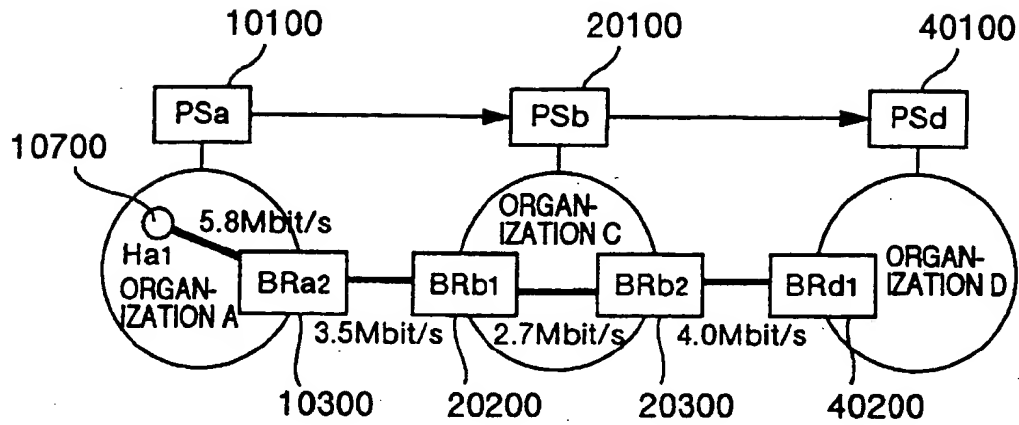 10100
20100
40100
PSa
PSb
PSd
10700
5.8Mbit/s
Ha1
ORGAN-
IZATION A
ORGAN-
IZATION C
ORGAN-
IZATION D
BRa2
BRb1
BRb2
BRd1
3.5Mbit/s
2.7Mbit/s
4.0Mbit/s
10300
20200
20300
40200